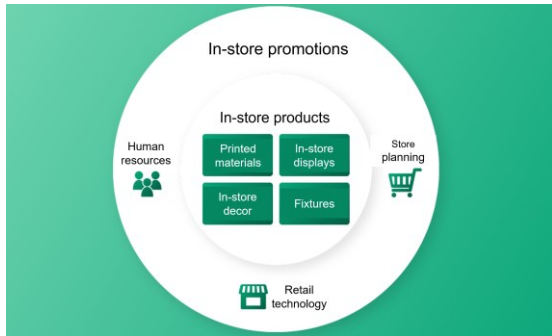 In-store promotions
In-store products
Printed
materials
In-store
displays
In-store
decor
Fixtures
Human
resources
Store
planning
Retail
technology